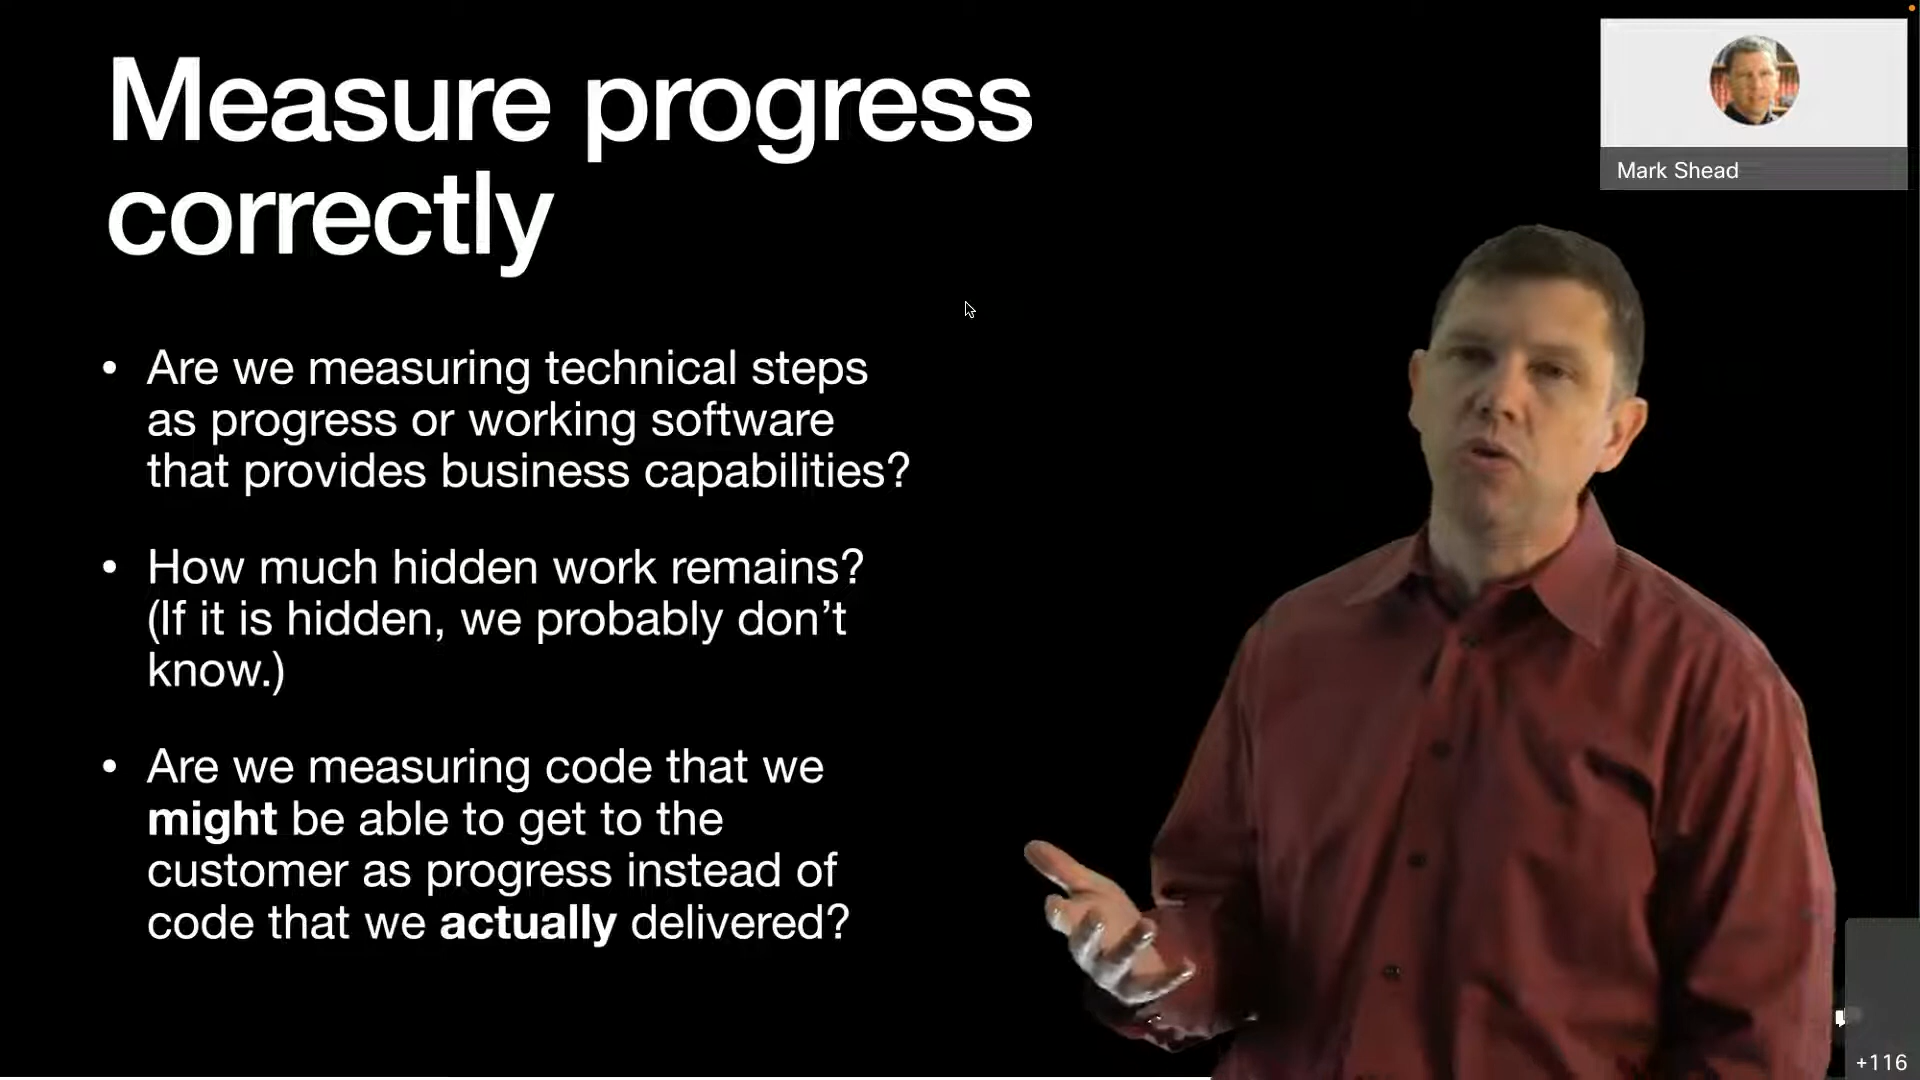 Measure progress
correctly
Mark Shead
• Are we measuring technical steps
as progress or working software
that provides business capabilities?
• How much hidden work remains?
(If it is hidden, we probably don’t
know.)
• Are we measuring code that we
might be able to get to the
customer as progress instead of
code that we actually delivered?
+116